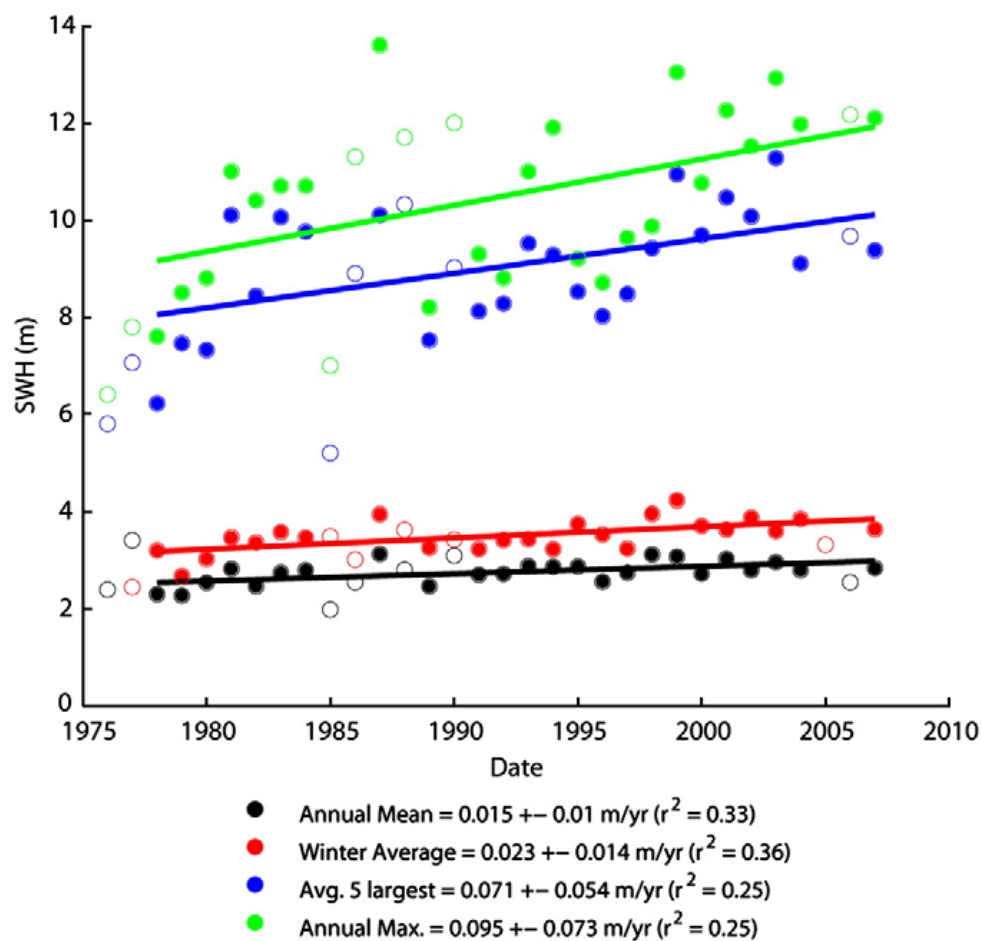 14
12
10
8
6
4
2
0
SWH (m)
1975 1980 1985 1990 1995 2000 2005 2010
Date
Annual Mean = 0.015 +− 0.01 m/yr (r² = 0.33)
Winter Average = 0.023 +− 0.014 m/yr (r² = 0.36)
Avg. 5 largest = 0.071 +− 0.054 m/yr (r² = 0.25)
Annual Max. = 0.095 +− 0.073 m/yr (r² = 0.25)